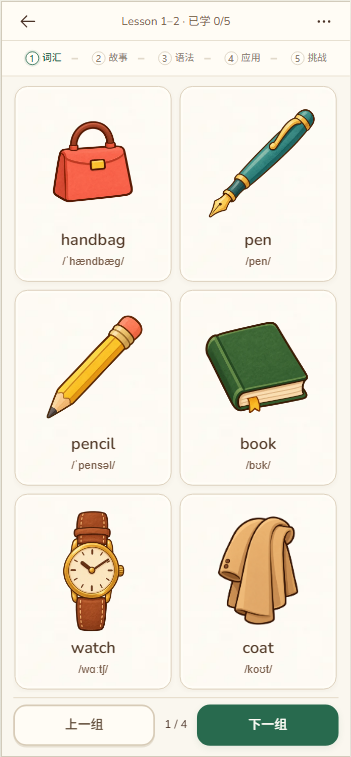 Lesson 1–2 · 已学 0/5
1 词汇 – 2 故事 – 3 语法 – 4 应用 – 5 挑战
handbag
/ˈhændbæɡ/
pen
/pen/
pencil
/ˈpensəl/
book
/bʊk/
watch
/wɑːtʃ/
coat
/koʊt/
上一组
1 / 4
下一组